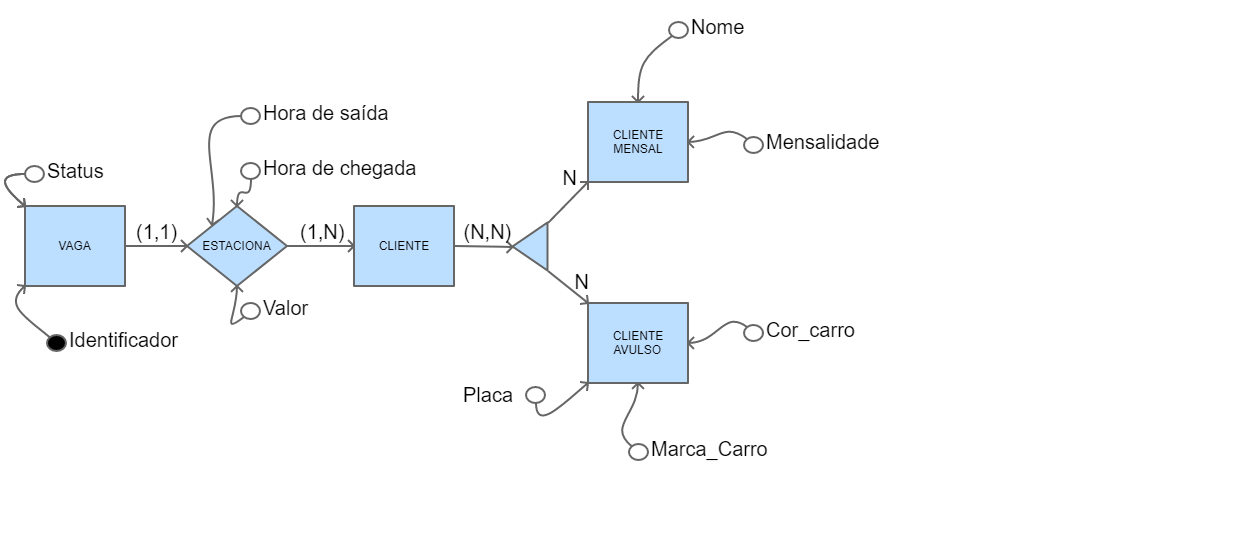 Nome
CLIENTE
MENSAL
Mensalidade
Hora de saída
Hora de chegada
Status
N
VAGA
(1,1)
ESTACIONA
(1,N)
CLIENTE
(N,N)
N
Valor
Identificador
CLIENTE
AVULSO
Cor_carro
Placa
Marca_Carro